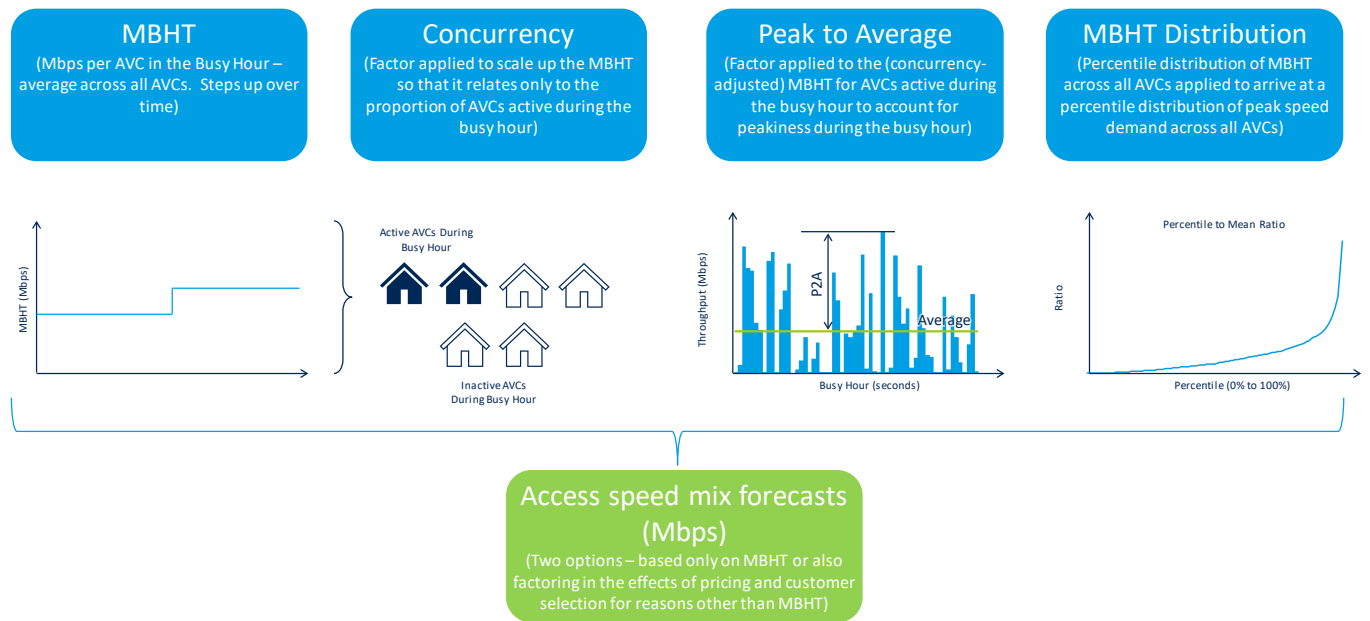 MBHT
(Mbps per AVC in the Busy Hour –
average across all AVCs.  Steps up over
time)
Concurrency
(Factor applied to scale up the MBHT
so that it relates only to the
proportion of AVCs active during the
busy hour)
Peak to Average
(Factor applied to the (concurrency-
adjusted) MBHT for AVCs active during
the busy hour to account for
peakiness during the busy hour)
MBHT Distribution
(Percentile distribution of MBHT
across all AVCs applied to arrive at a
percentile distribution of peak speed
demand across all AVCs)
MBHT (Mbps)
Active AVCs During
Busy Hour
Inactive AVCs
During Busy Hour
Throughput (Mbps)
P2A
Average
Busy Hour (seconds)
Percentile to Mean Ratio
Ratio
Percentile (0% to 100%)
Access speed mix forecasts
(Mbps)
(Two options – based only on MBHT or also
factoring in the effects of pricing and customer
selection for reasons other than MBHT)